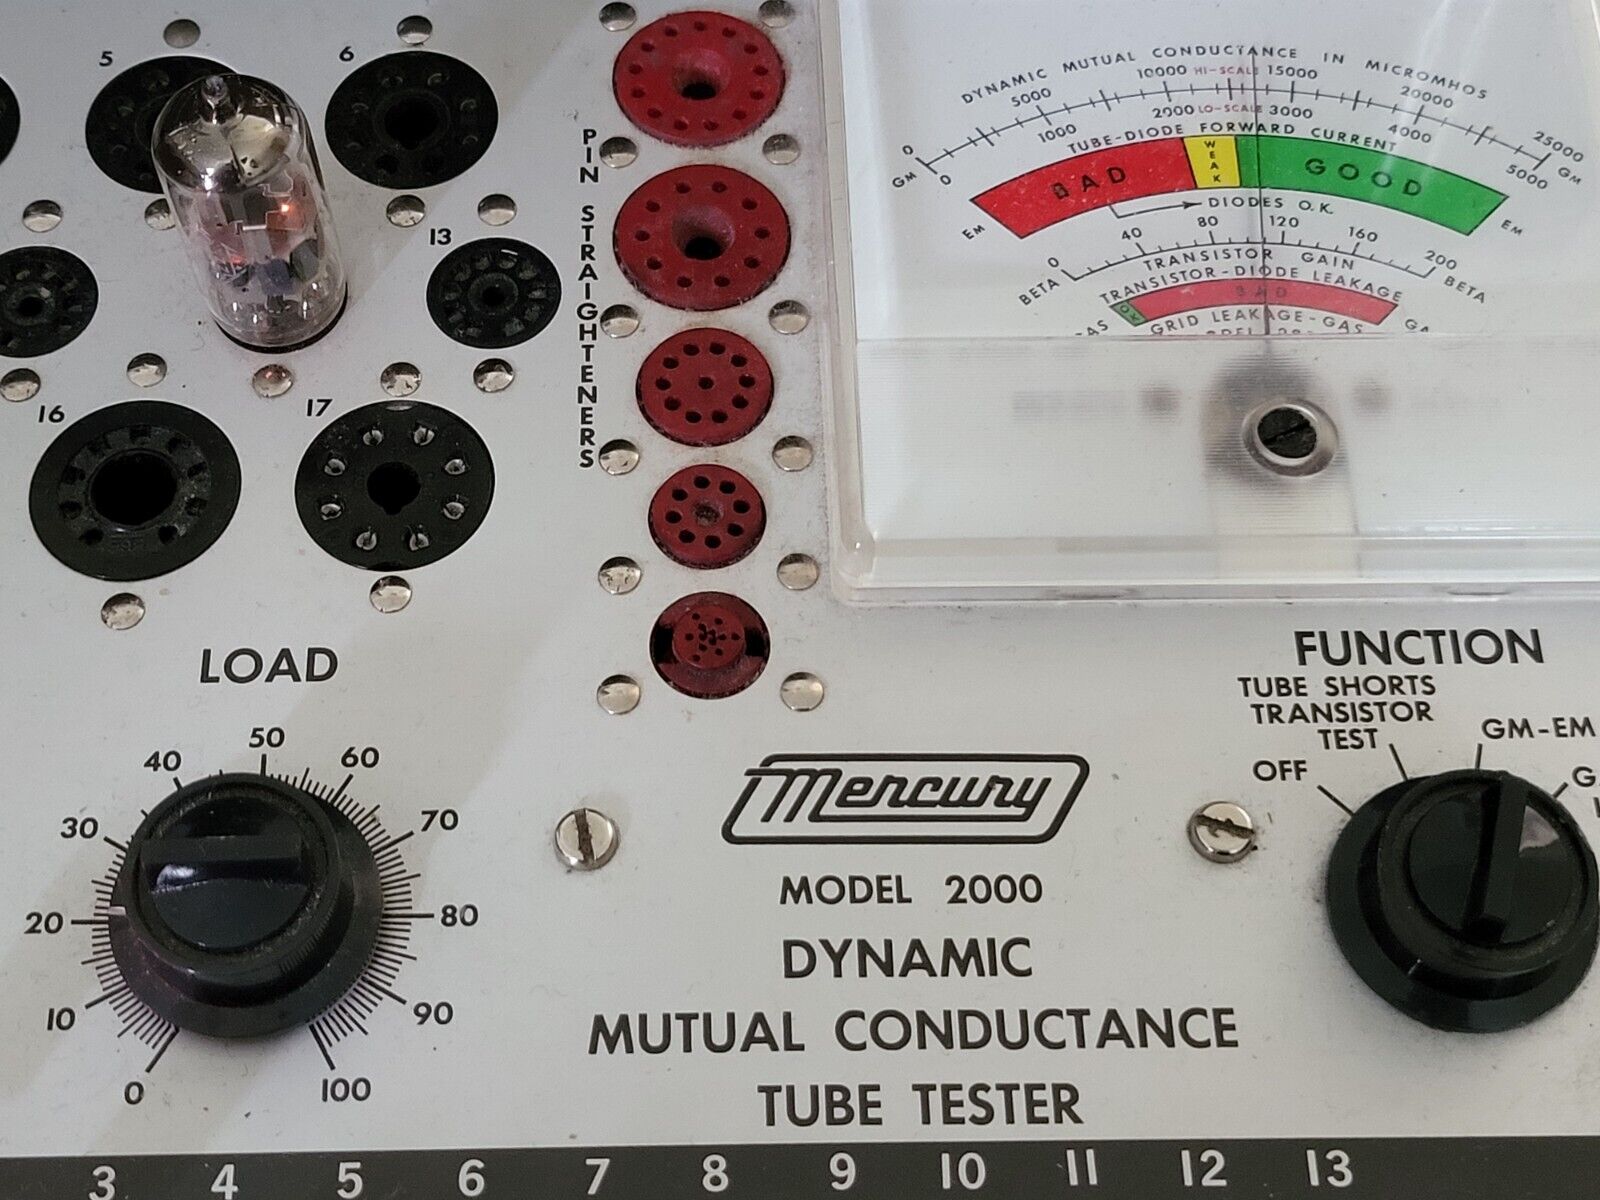 5
6
13
16
17
PIN STRAIGHTENERS
DYNAMIC MUTUAL CONDUCTANCE IN MICROMHOS
0 5000 10000 HI-SCALE 15000 20000 25000
GM 0 1000 2000 LO-SCALE 3000 4000 5000 GM
TUBE-DIODE FORWARD CURRENT
BAD WEAK GOOD
EM DIODES O.K. EM
0 40 80 120 160 200
BETA TRANSISTOR GAIN BETA
TRANSISTOR-DIODE LEAKAGE
OK BAD
GRID LEAKAGE-GAS
LOAD
0 10 20 30 40 50 60 70 80 90 100
FUNCTION
TUBE SHORTS
TRANSISTOR
TEST
OFF
GM-EM
Mercury
MODEL 2000
DYNAMIC
MUTUAL CONDUCTANCE
TUBE TESTER
3 4 5 6 7 8 9 10 11 12 13